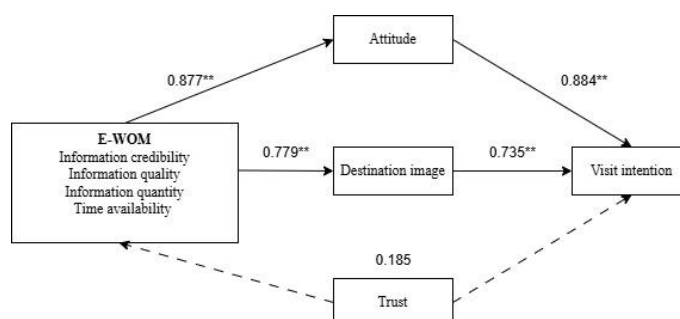 Attitude
0.877**
0.884**
E-WOM
Information credibility
Information quality
Information quantity
Time availability
0.779**
Destination image
0.735**
Visit intention
0.185
Trust